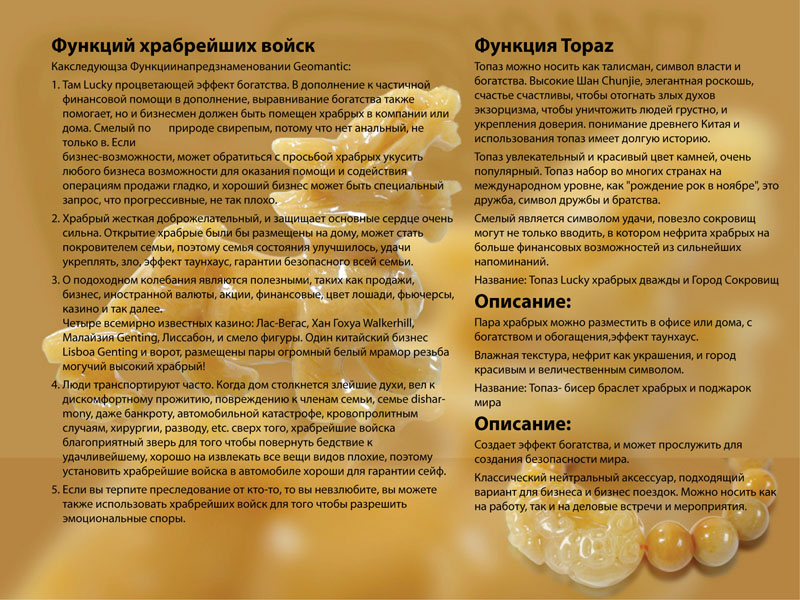 Функций храбрейших войск
Какследующза Функциинапредзнаменовании Geomantic:
1. Там Lucky процветающей эффект богатства. В дополнение к частичной
финансовой помощи в дополнение, выравнивание богатства также
помогает, но и бизнесмен должен быть помещен храбрых в компании или
дома. Смелый по природе свирепым, потому что нет анальный, не
только в. Если
бизнес-возможности, может обратиться с просьбой храбрых укусить
любого бизнеса возможности для оказания помощи и содействия
операциям продажи гладко, и хороший бизнес может быть специальный
запрос, что прогрессивные, не так плохо.
2. Храбрый жесткая доброжелательный, и защищает основные сердце очень
сильна. Открытие храбрые были бы размещены на дому, может стать
покровителем семьи, поэтому семья состояния улучшилось, удачи
укреплять, зло, эффект таунхаус, гарантии безопасного всей семьи.
3. О подоходном колебания являются полезными, таких как продажи,
бизнес, иностранной валюты, акции, финансовые, цвет лошади, фьючерсы,
казино и так далее.
Четыре всемирно известных казино: Лас-Вегас, Хан Гохуа Walkerhill,
Малайзия Genting, Лиссабон, и смело фигуры. Один китайский бизнес
Lisboa Genting и ворот, размещены пары огромный белый мрамор резьба
могучий высокий храбрый!
4. Люди транспортируют часто. Когда дом столкнется злейшие духи, вел к
дискомфортному прожитию, повреждению к членам семьи, семье dishar-
mony, даже банкроту, автомобильной катастрофе, кровопролитным
случаям, хирургии, разводу, etc. сверх того, храбрейшие войска
благоприятный зверь для того чтобы повернуть бедствие к
удачливейшему, хорошо на извлекать все вещи видов плохие, поэтому
установить храбрейшие войска в автомобиле хороши для гарантии сейф.
5. Если вы терпите преследование от кто-то, то вы невзлюбите, вы можете
также использовать храбрейших войск для того чтобы разрешить
эмоциональные споры.
Функция Topaz
Топаз можно носить как талисман, символ власти и
богатства. Высокие Шан Chunjie, элегантная роскошь,
счастье счастливы, чтобы отогнать злых духов
экзорцизма, чтобы уничтожить людей грустно, и
укрепления доверия. понимание древнего Китая и
использования топаз имеет долгую историю.
Топаз увлекательный и красивый цвет камней, очень
популярный. Топаз набор во многих странах на
международном уровне, как "рождение рок в ноябре", это
дружба, символ дружбы и братства.
Смелый является символом удачи, повезло сокровищ
могут не только вводить, в котором нефрита храбрых на
больше финансовых возможностей из сильнейших
напоминаний.
Название: Топаз Lucky храбрых дважды и Город Сокровищ
Описание:
Пара храбрых можно разместить в офисе или дома, с
богатством и обогащения,эффект таунхаус.
Влажная текстура, нефрит как украшения, и город
красивым и величественным символом.
Название: Топаз- бисер браслет храбрых и поджарок
мира
Описание:
Создает эффект богатства, и может прослужить для
создания безопасности мира.
Классический нейтральный аксессуар, подходящий
вариант для бизнеса и бизнес поездок. Можно носить как
на работу, так и на деловые встречи и мероприятия.